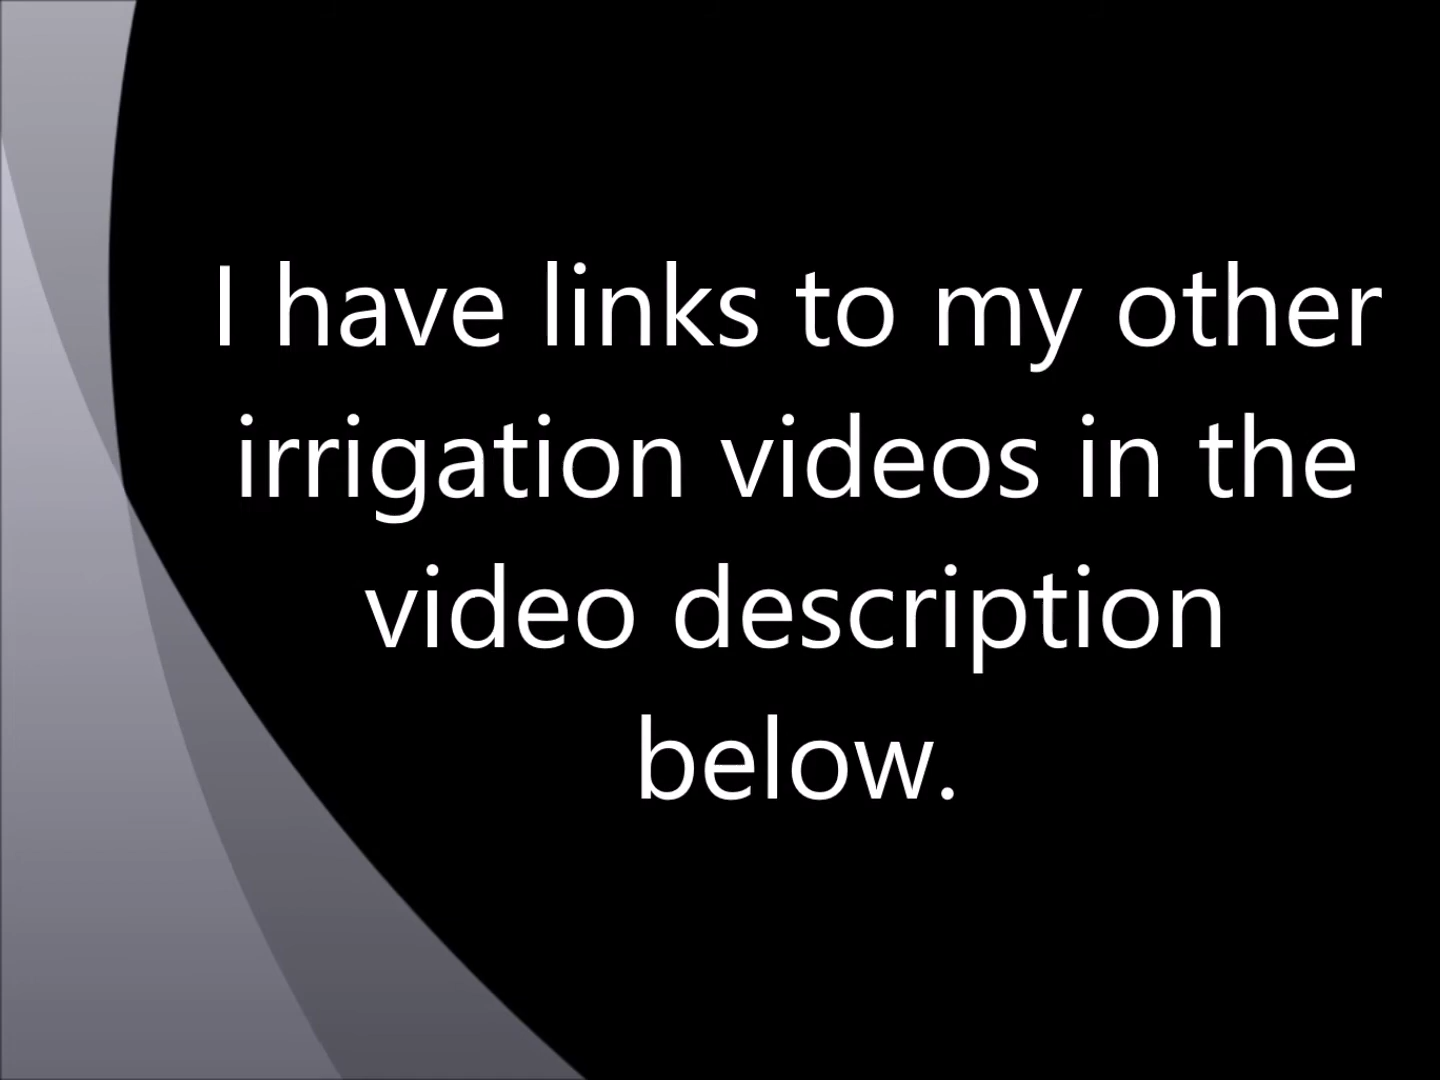 I have links to my other
irrigation videos in the
video description
below.